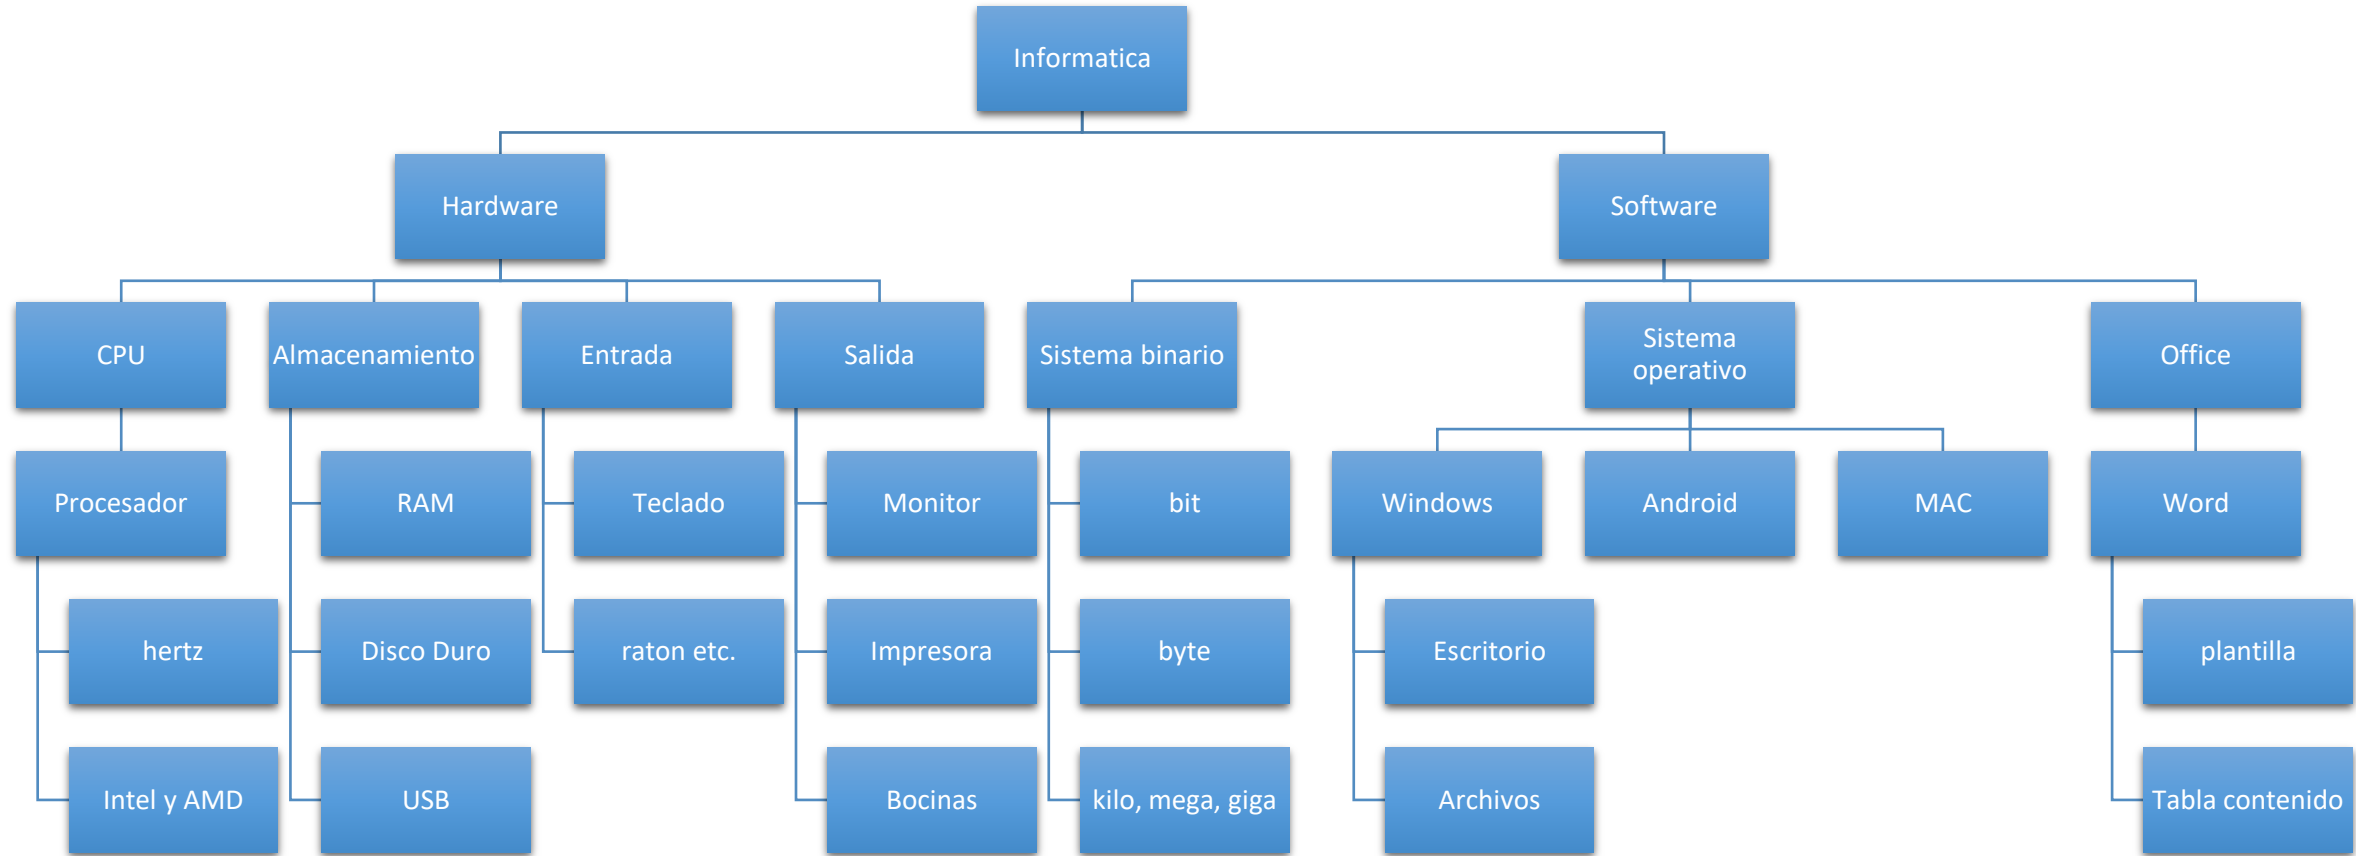 Informatica
Hardware
Software
CPU
Almacenamiento
Entrada
Salida
Sistema binario
Sistema
operativo
Office
Procesador
RAM
Teclado
Monitor
bit
Windows
Android
MAC
Word
hertz
Disco Duro
raton etc.
Impresora
byte
Escritorio
plantilla
Intel y AMD
USB
Bocinas
kilo, mega, giga
Archivos
Tabla contenido